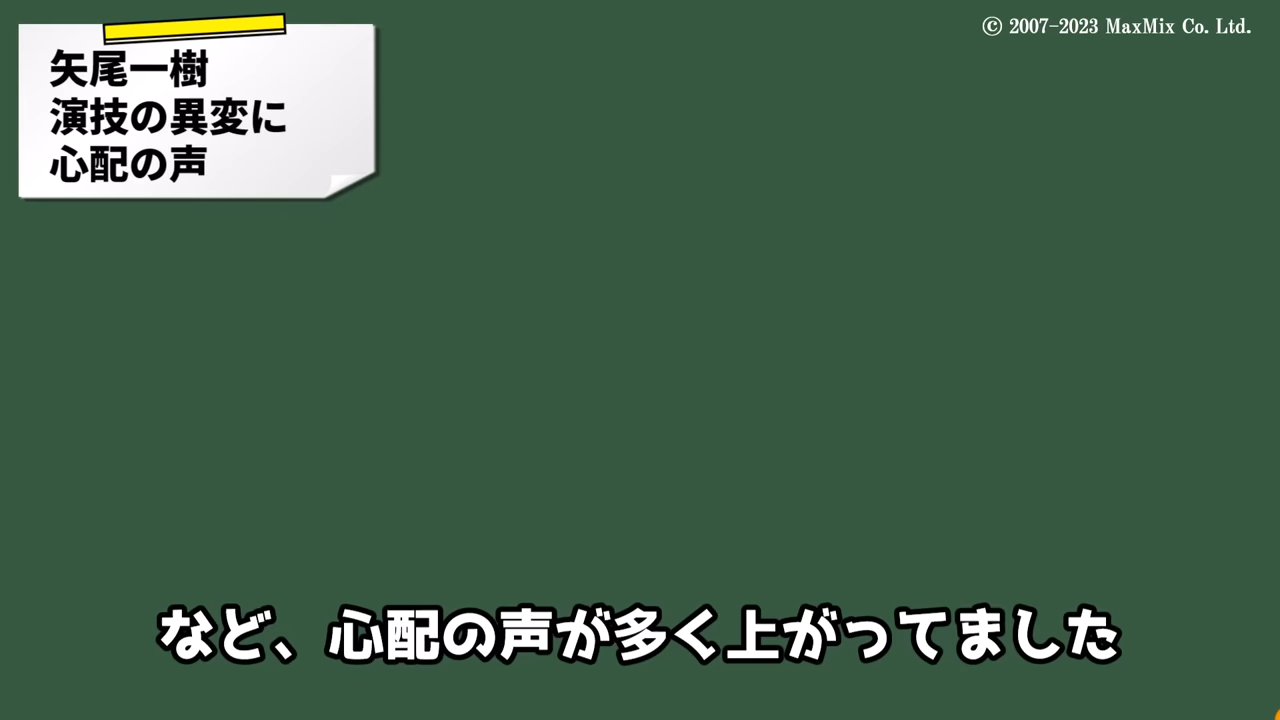 矢尾一樹
演技の異変に
心配の声
© 2007-2023 MaxMix Co. Ltd.
など、心配の声が多く上がってました